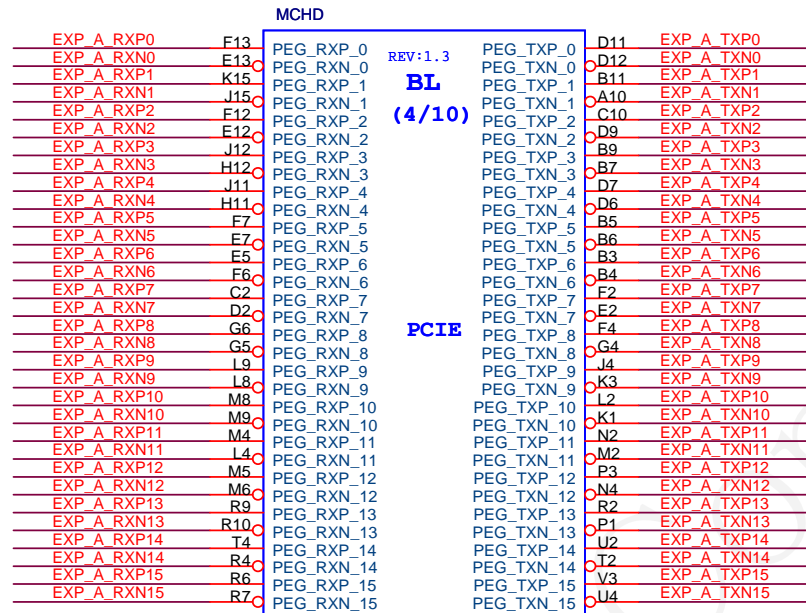 MCHD
EXP_A_RXP0 F13 PEG_RXP_0 PEG_TXP_0 D11 EXP_A_TXP0
REV:1.3
EXP_A_RXN0 E13 PEG_RXN_0 PEG_TXN_0 D12 EXP_A_TXN0
EXP_A_RXP1 K15 PEG_RXP_1 BL PEG_TXP_1 B11 EXP_A_TXP1
EXP_A_RXN1 J15 PEG_RXN_1 PEG_TXN_1 A10 EXP_A_TXN1
EXP_A_RXP2 F12 PEG_RXP_2 (4/10) PEG_TXP_2 C10 EXP_A_TXP2
EXP_A_RXN2 E12 PEG_RXN_2 PEG_TXN_2 D9 EXP_A_TXN2
EXP_A_RXP3 J12 PEG_RXP_3 PEG_TXP_3 B9 EXP_A_TXP3
EXP_A_RXN3 H12 PEG_RXN_3 PEG_TXN_3 B7 EXP_A_TXN3
EXP_A_RXP4 J11 PEG_RXP_4 PEG_TXP_4 D7 EXP_A_TXP4
EXP_A_RXN4 H11 PEG_RXN_4 PEG_TXN_4 D6 EXP_A_TXN4
EXP_A_RXP5 F7 PEG_RXP_5 PEG_TXP_5 B5 EXP_A_TXP5
EXP_A_RXN5 E7 PEG_RXN_5 PEG_TXN_5 B6 EXP_A_TXN5
EXP_A_RXP6 E5 PEG_RXP_6 PEG_TXP_6 B3 EXP_A_TXP6
EXP_A_RXN6 F6 PEG_RXN_6 PEG_TXN_6 B4 EXP_A_TXN6
EXP_A_RXP7 C2 PEG_RXP_7 PEG_TXP_7 F2 EXP_A_TXP7
EXP_A_RXN7 D2 PEG_RXN_7 PEG_TXN_7 E2 EXP_A_TXN7
EXP_A_RXP8 G6 PEG_RXP_8 PCIE PEG_TXP_8 F4 EXP_A_TXP8
EXP_A_RXN8 G5 PEG_RXN_8 PEG_TXN_8 G4 EXP_A_TXN8
EXP_A_RXP9 L9 PEG_RXP_9 PEG_TXP_9 J4 EXP_A_TXP9
EXP_A_RXN9 L8 PEG_RXN_9 PEG_TXN_9 K3 EXP_A_TXN9
EXP_A_RXP10 M8 PEG_RXP_10 PEG_TXP_10 L2 EXP_A_TXP10
EXP_A_RXN10 M9 PEG_RXN_10 PEG_TXN_10 K1 EXP_A_TXN10
EXP_A_RXP11 M4 PEG_RXP_11 PEG_TXP_11 N2 EXP_A_TXP11
EXP_A_RXN11 L4 PEG_RXN_11 PEG_TXN_11 M2 EXP_A_TXN11
EXP_A_RXP12 M5 PEG_RXP_12 PEG_TXP_12 P3 EXP_A_TXP12
EXP_A_RXN12 M6 PEG_RXN_12 PEG_TXN_12 N4 EXP_A_TXN12
EXP_A_RXP13 R9 PEG_RXP_13 PEG_TXP_13 R2 EXP_A_TXP13
EXP_A_RXN13 R10 PEG_RXN_13 PEG_TXN_13 P1 EXP_A_TXN13
EXP_A_RXP14 T4 PEG_RXP_14 PEG_TXP_14 U2 EXP_A_TXP14
EXP_A_RXN14 R4 PEG_RXN_14 PEG_TXN_14 T2 EXP_A_TXN14
EXP_A_RXP15 R6 PEG_RXP_15 PEG_TXP_15 V3 EXP_A_TXP15
EXP_A_RXN15 R7 PEG_RXN_15 PEG_TXN_15 U4 EXP_A_TXN15